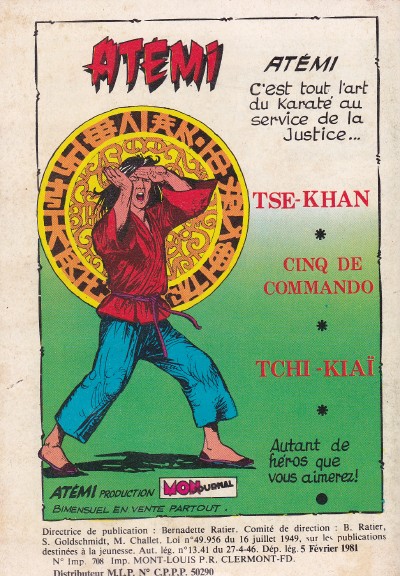 ATÉMI
ATÉMI
C'est tout l'art
du Karaté au
service de la
Justice...
TSE-KHAN
*
CINQ DE
COMMANDO
*
TCHI-KIAÏ
*
Autant de
héros que
vous aimerez!
ATÉMI PRODUCTION MON JOURNAL
BIMENSUEL EN VENTE PARTOUT.
Directrice de publication : Bernadette Ratier. Comité de direction : B. Ratier,
S. Goldschmidt, M. Challet. Loi n°49.956 du 16 juillet 1949, sur les publications
destinées à la jeunesse. Aut. lég. n°13.41 du 27-4-46. Dép. lég. 5 Février 1981
N° Imp. 708 Imp. MONT-LOUIS P.R. CLERMONT-FD.
Distributeur M.L.P. N° C.P.P.P. 50290